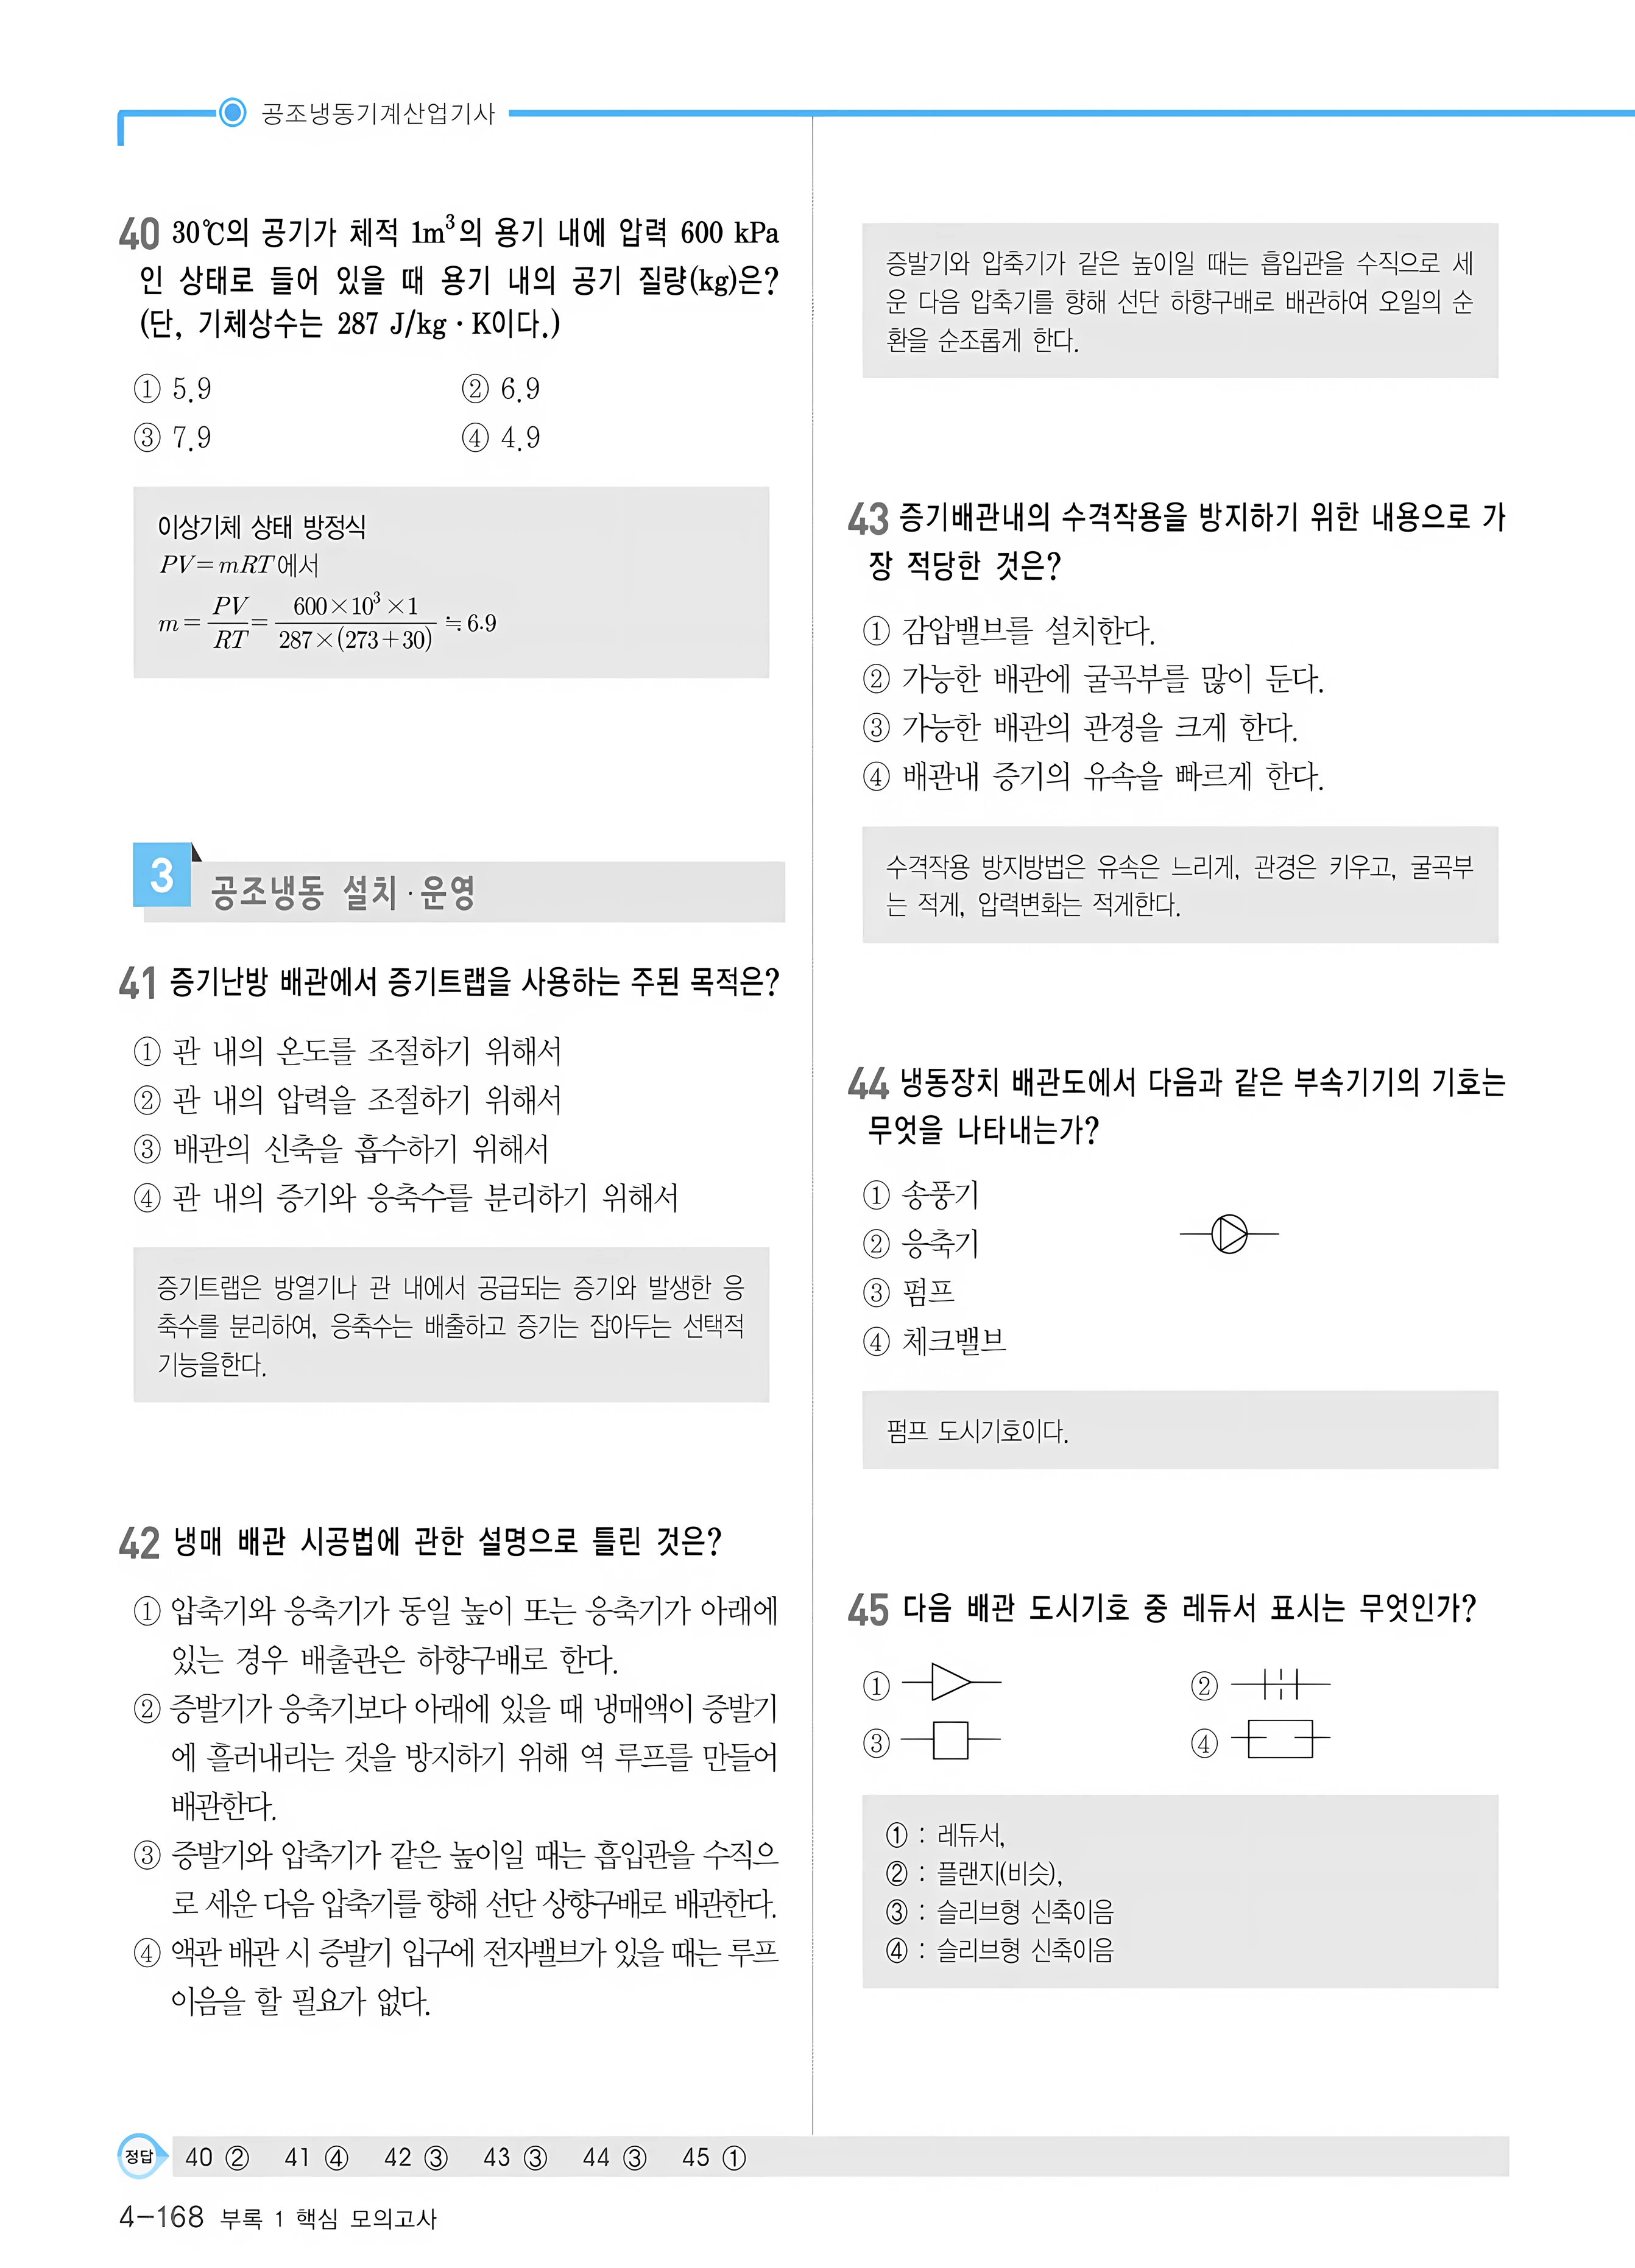 공조냉동기계산업기사
40 30℃의 공기가 체적 1m³의 용기 내에 압력 600 kPa
인 상태로 들어 있을 때 용기 내의 공기 질량(kg)은?
(단, 기체상수는 287 J/kg·K이다.)
① 5.9 ② 6.9
③ 7.9 ④ 4.9
이상기체 상태 방정식
PV=mRT에서
m = PV/RT = 600×10³×1/287×(273+30) ≒ 6.9
3 공조냉동 설치·운영
41 증기난방 배관에서 증기트랩을 사용하는 주된 목적은?
① 관 내의 온도를 조절하기 위해서
② 관 내의 압력을 조절하기 위해서
③ 배관의 신축을 흡수하기 위해서
④ 관 내의 증기와 응축수를 분리하기 위해서
증기트랩은 방열기나 관 내에서 공급되는 증기와 발생한 응
축수를 분리하여, 응축수는 배출하고 증기는 잡아두는 선택적
기능을한다.
42 냉매 배관 시공법에 관한 설명으로 틀린 것은?
① 압축기와 응축기가 동일 높이 또는 응축기가 아래에
있는 경우 배출관은 하향구배로 한다.
② 증발기가 응축기보다 아래에 있을 때 냉매액이 증발기
에 흘러내리는 것을 방지하기 위해 역 루프를 만들어
배관한다.
③ 증발기와 압축기가 같은 높이일 때는 흡입관을 수직으
로 세운 다음 압축기를 향해 선단 상향구배로 배관한다.
④ 액관 배관 시 증발기 입구에 전자밸브가 있을 때는 루프
이음을 할 필요가 없다.
증발기와 압축기가 같은 높이일 때는 흡입관을 수직으로 세
운 다음 압축기를 향해 선단 하향구배로 배관하여 오일의 순
환을 순조롭게 한다.
43 증기배관내의 수격작용을 방지하기 위한 내용으로 가
장 적당한 것은?
① 감압밸브를 설치한다.
② 가능한 배관에 굴곡부를 많이 둔다.
③ 가능한 배관의 관경을 크게 한다.
④ 배관내 증기의 유속을 빠르게 한다.
수격작용 방지방법은 유속은 느리게, 관경은 키우고, 굴곡부
는 적게, 압력변화는 적게한다.
44 냉동장치 배관도에서 다음과 같은 부속기기의 기호는
무엇을 나타내는가?
① 송풍기
② 응축기
③ 펌프
④ 체크밸브
펌프 도시기호이다.
45 다음 배관 도시기호 중 레듀서 표시는 무엇인가?
① ②
③ ④
① : 레듀서,
② : 플랜지(비슷),
③ : 슬리브형 신축이음
④ : 슬리브형 신축이음
정답 40 ② 41 ④ 42 ③ 43 ③ 44 ③ 45 ①
4-168 부록 1 핵심 모의고사